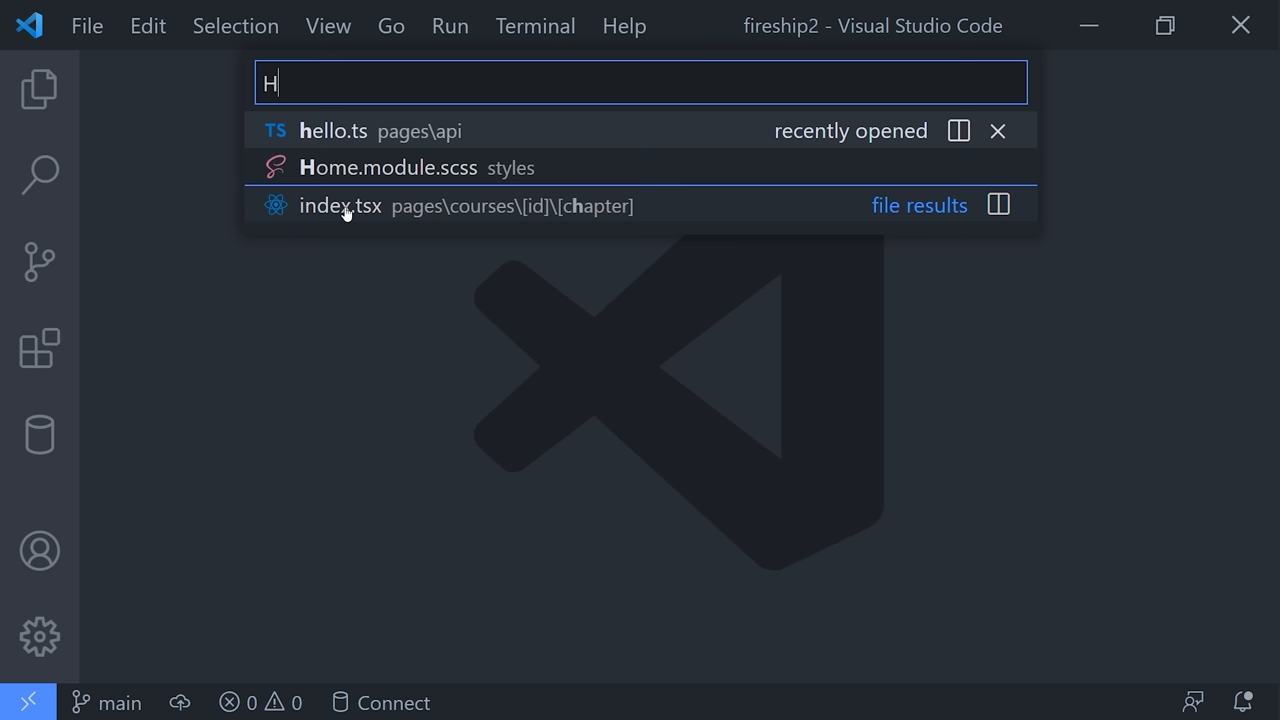 File Edit Selection View Go Run Terminal Help fireship2 - Visual Studio Code
H
TS hello.ts pages\api recently opened
Home.module.scss styles
index.tsx pages\courses\[id]\[chapter] file results
main 0 0 Connect